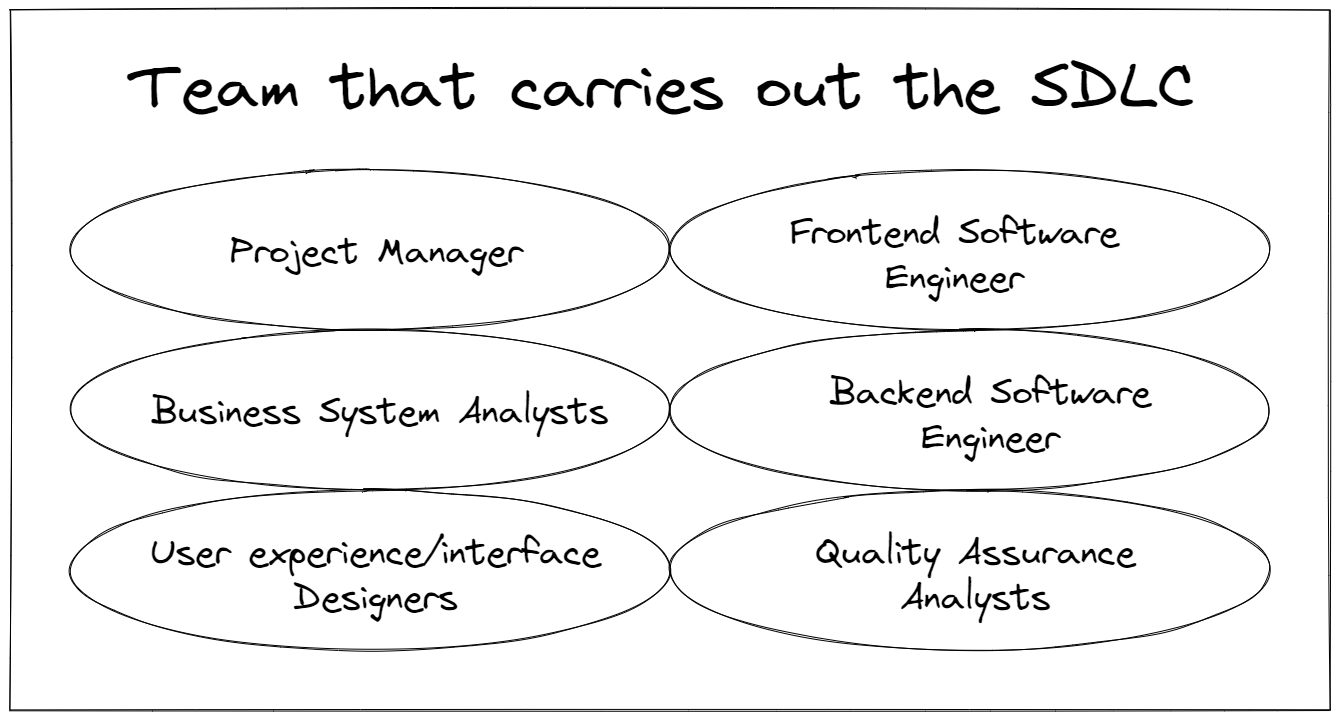 Team that carries out the SDLC
Project Manager
Frontend Software
Engineer
Business System Analysts
Backend Software
Engineer
User experience/interface
Designers
Quality Assurance
Analysts